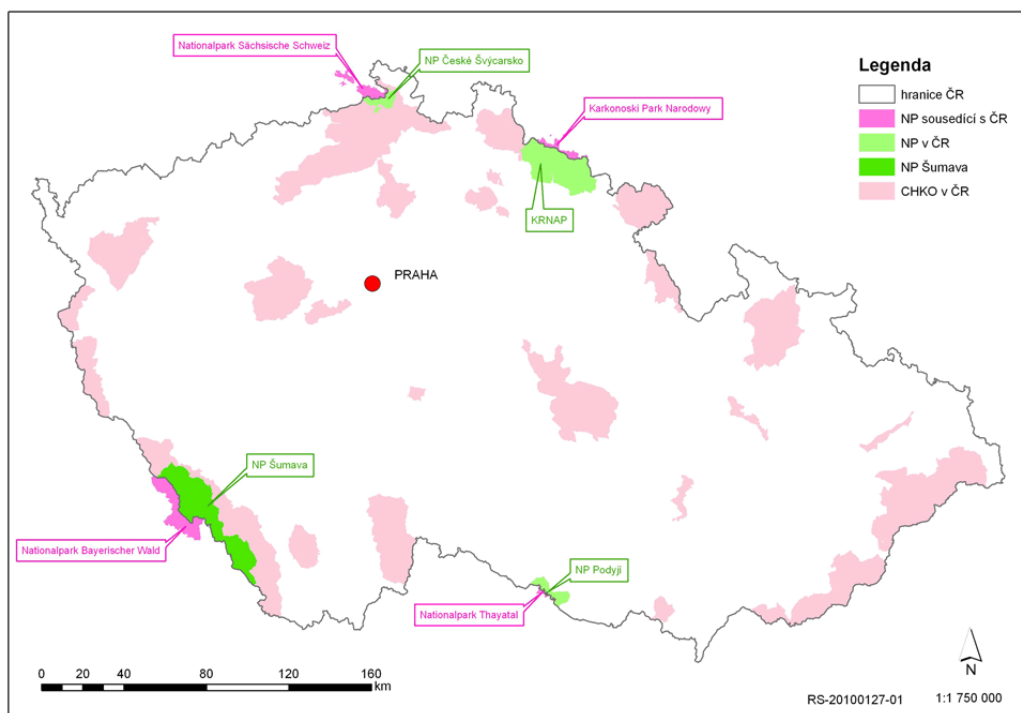 Nationalpark Sächsische Schweiz
NP České Švýcarsko
Karkonoski Park Narodowy
KRNAP
PRAHA
NP Šumava
Nationalpark Bayerischer Wald
NP Podyjí
Nationalpark Thayatal
Legenda
hranice ČR
NP sousedící s ČR
NP v ČR
NP Šumava
CHKO v ČR
0 20 40 80 120 160
km
N
RS-20100127-01 1:1 750 000